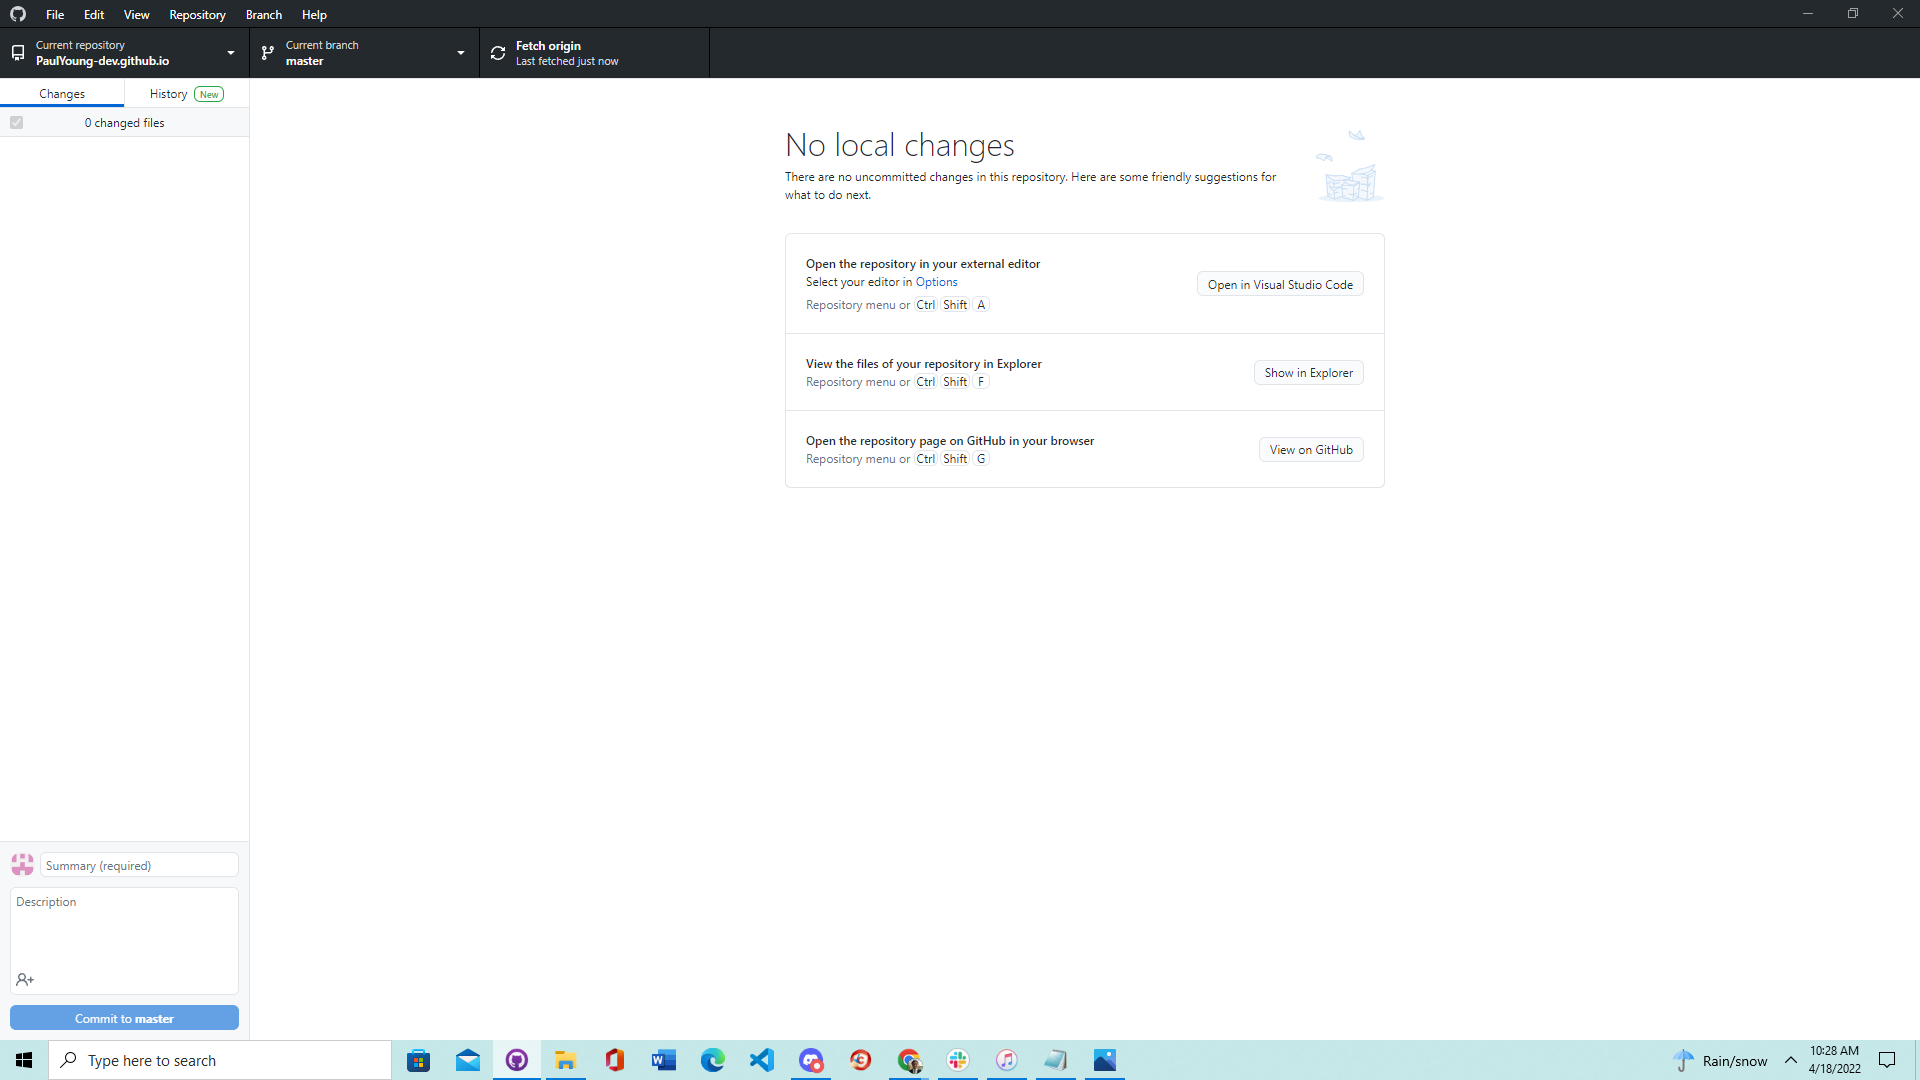 File Edit View Repository Branch Help
Current repository
PaulYoung-dev.github.io
Current branch
master
Fetch origin
Last fetched just now
Changes
History New
0 changed files
No local changes
There are no uncommitted changes in this repository. Here are some friendly suggestions for
what to do next.
Open the repository in your external editor
Select your editor in Options
Repository menu or Ctrl Shift A
Open in Visual Studio Code
View the files of your repository in Explorer
Repository menu or Ctrl Shift F
Show in Explorer
Open the repository page on GitHub in your browser
Repository menu or Ctrl Shift G
View on GitHub
Summary (required)
Description
Commit to master
Type here to search
Rain/snow
10:28 AM
4/18/2022